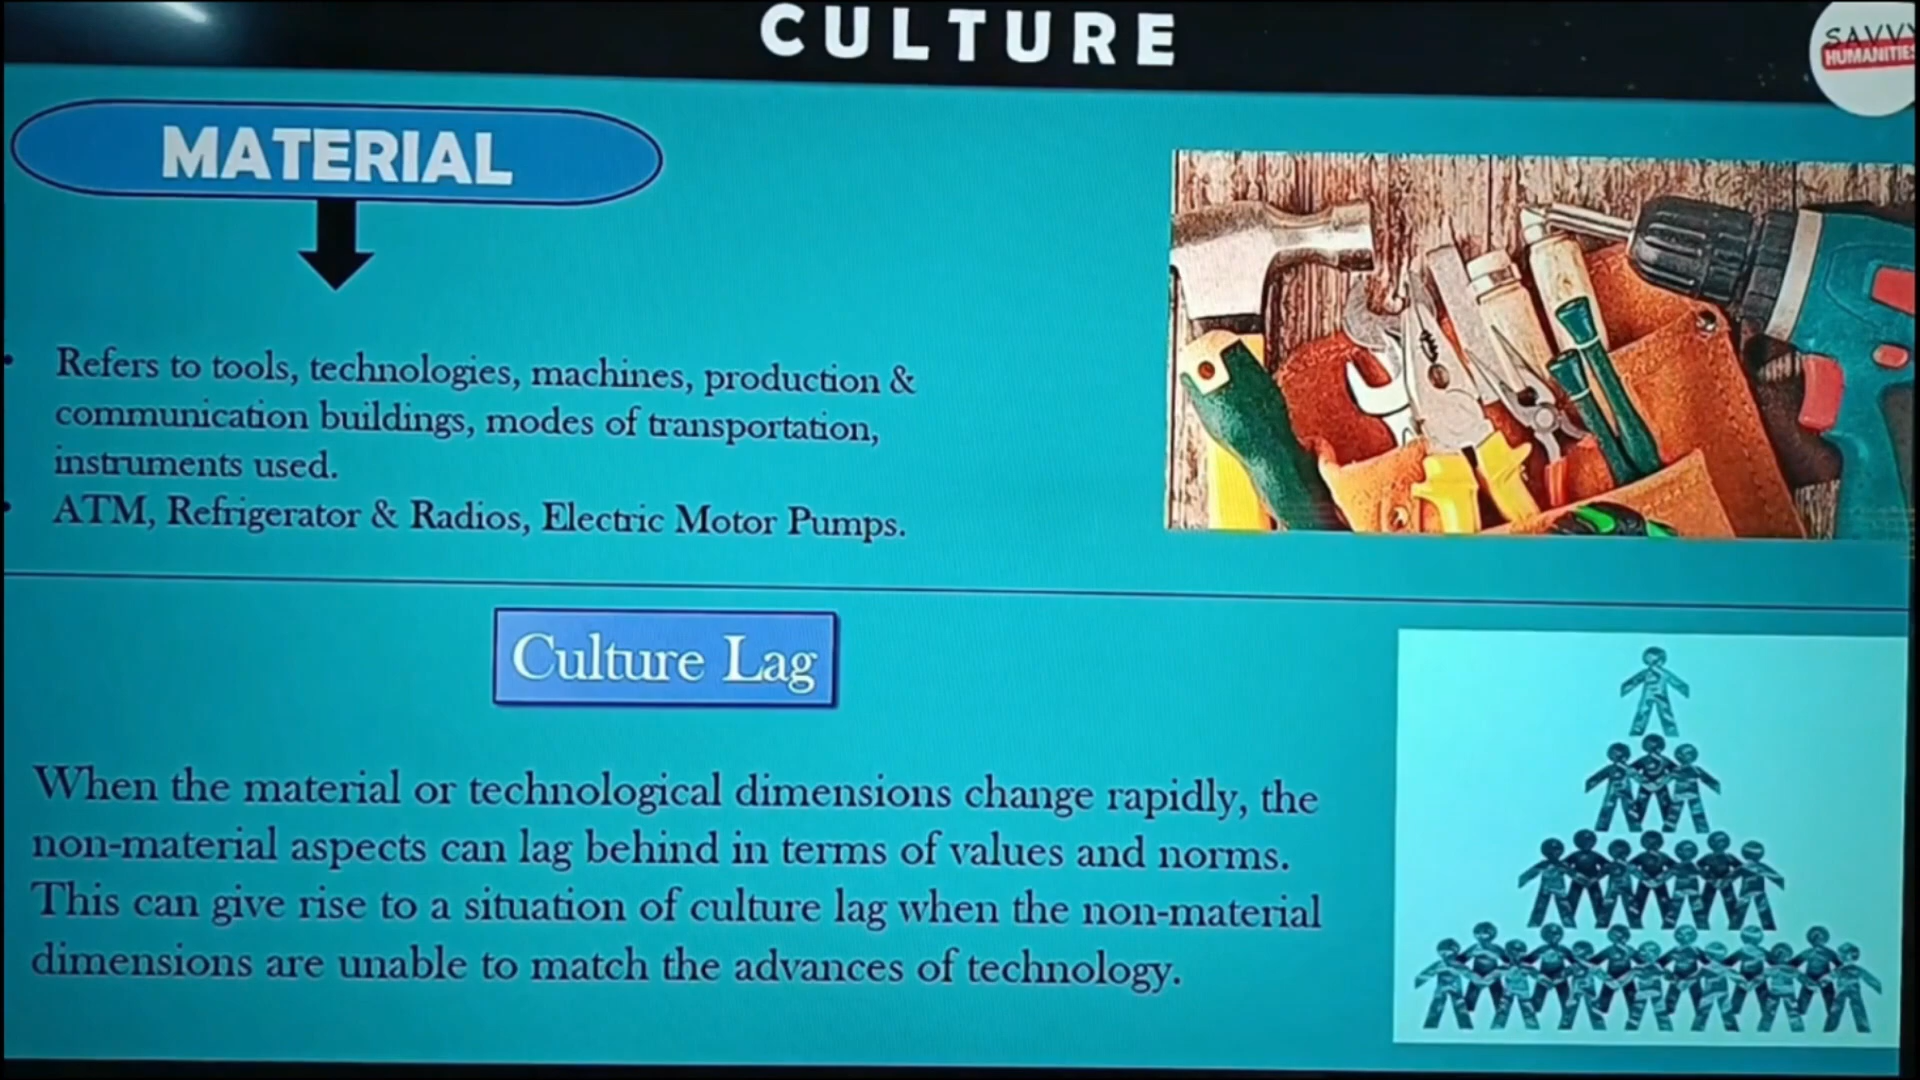 CULTURE
SAVVY
HUMANITIES
MATERIAL
• Refers to tools, technologies, machines, production &
communication buildings, modes of transportation,
instruments used.
• ATM, Refrigerator & Radios, Electric Motor Pumps.
Culture Lag
When the material or technological dimensions change rapidly, the
non-material aspects can lag behind in terms of values and norms.
This can give rise to a situation of culture lag when the non-material
dimensions are unable to match the advances of technology.